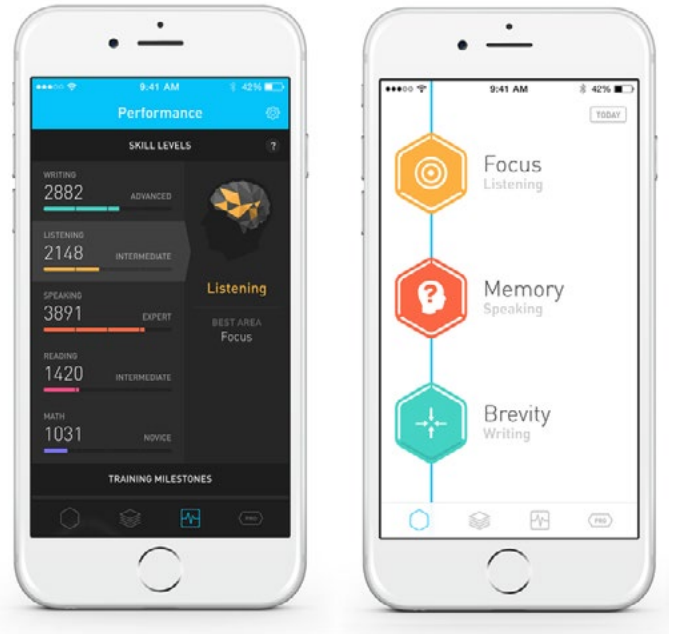 9:41 AM 42%
Performance
SKILL LEVELS ?
WRITING
2882 ADVANCED
LISTENING
2148 INTERMEDIATE
Listening
SPEAKING
3891 EXPERT
BEST AREA
Focus
READING
1420 INTERMEDIATE
MATH
1031 NOVICE
TRAINING MILESTONES
PRO
9:41 AM 42%
TODAY
Focus
Listening
?
Memory
Speaking
Brevity
Writing
PRO